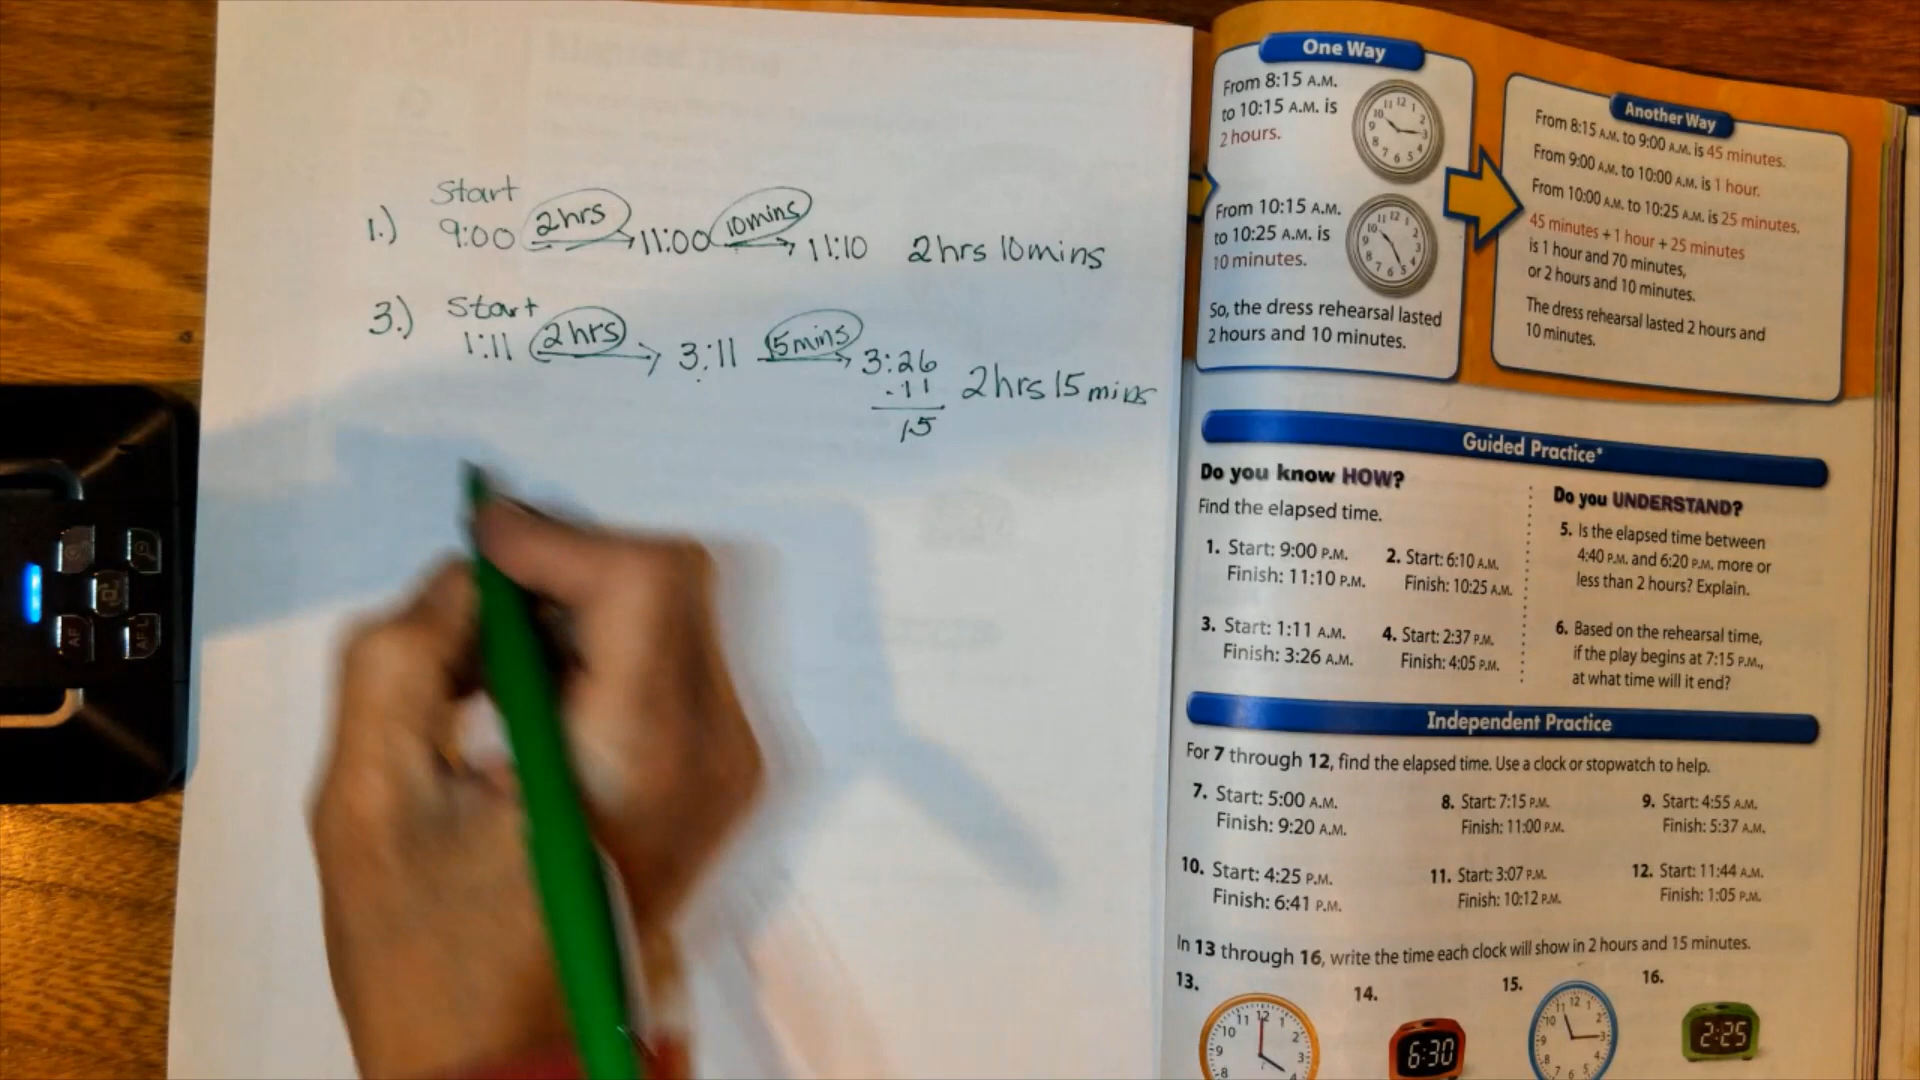 Start
1.) 9:00 2hrs 11:00 10mins 11:10 2hrs 10mins
3.) Start
1:11 2hrs 3:11 15mins 3:26 2hrs 15 mins
-11
15
One Way
From 8:15 A.M.
to 10:15 A.M. is
2 hours.
From 10:15 A.M.
to 10:25 A.M. is
10 minutes.
So, the dress rehearsal lasted
2 hours and 10 minutes.
Another Way
From 8:15 A.M. to 9:00 A.M. is 45 minutes.
From 9:00 A.M. to 10:00 A.M. is 1 hour.
From 10:00 A.M. to 10:25 A.M. is 25 minutes.
45 minutes + 1 hour + 25 minutes
is 1 hour and 70 minutes,
or 2 hours and 10 minutes.
The dress rehearsal lasted 2 hours and
10 minutes.
Guided Practice*
Do you know HOW?
Find the elapsed time.
1. Start: 9:00 P.M.
Finish: 11:10 P.M.
2. Start: 6:10 A.M.
Finish: 10:25 A.M.
3. Start: 1:11 A.M.
Finish: 3:26 A.M.
4. Start: 2:37 P.M.
Finish: 4:05 P.M.
Do you UNDERSTAND?
5. Is the elapsed time between
4:40 P.M. and 6:20 P.M. more or
less than 2 hours? Explain.
6. Based on the rehearsal time,
if the play begins at 7:15 P.M.,
at what time will it end?
Independent Practice
For 7 through 12, find the elapsed time. Use a clock or stopwatch to help.
7. Start: 5:00 A.M.
Finish: 9:20 A.M.
8. Start: 7:15 P.M.
Finish: 11:00 P.M.
9. Start: 4:55 A.M.
Finish: 5:37 A.M.
10. Start: 4:25 P.M.
Finish: 6:41 P.M.
11. Start: 3:07 P.M.
Finish: 10:12 P.M.
12. Start: 11:44 A.M.
Finish: 1:05 P.M.
In 13 through 16, write the time each clock will show in 2 hours and 15 minutes.
13.
14.
6:30
15.
16.
2:25